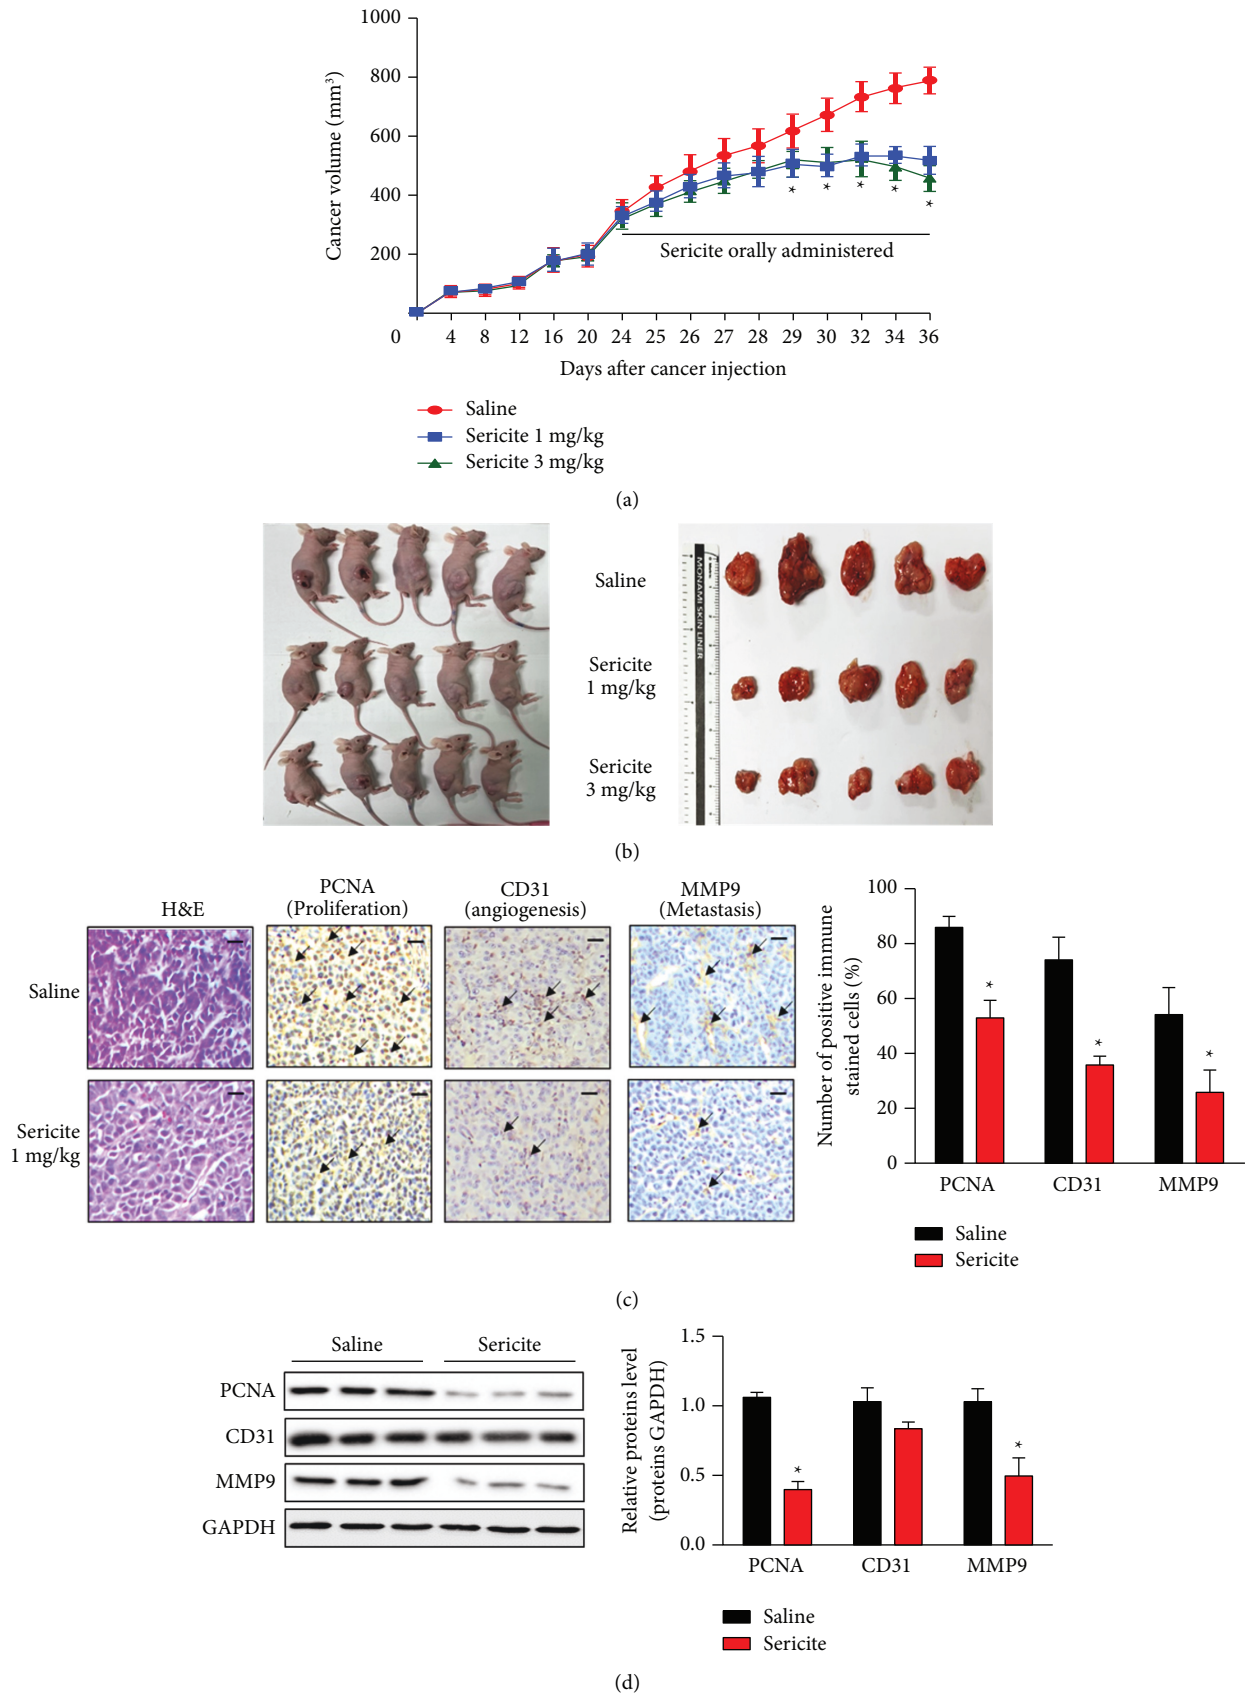 1000
800
600
400
200
Cancer volume (mm³)
* * * * *
Sericite orally administered
0 4 8 12 16 20 24 25 26 27 28 29 30 32 34 36
Days after cancer injection
Saline
Sericite 1 mg/kg
Sericite 3 mg/kg
(a)
Saline
Sericite
1 mg/kg
Sericite
3 mg/kg
MONAMI SKIN LINER
(b)
H&E
PCNA
(Proliferation)
CD31
(angiogenesis)
MMP9
(Metastasis)
Saline
Sericite
1 mg/kg
Number of positive immune
stained cells (%)
100
80
60
40
20
0
* * *
PCNA CD31 MMP9
Saline
Sericite
(c)
Saline Sericite
PCNA
CD31
MMP9
GAPDH
Relative proteins level
(proteins GAPDH)
1.5
1.0
0.5
0.0
* *
PCNA CD31 MMP9
Saline
Sericite
(d)